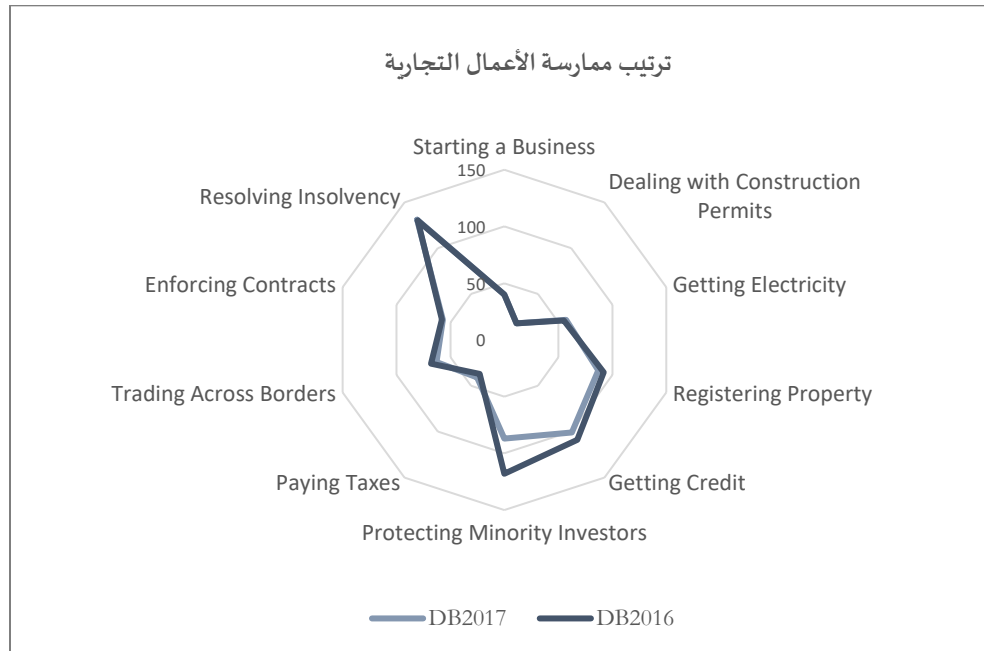 ترتيب ممارسة الأعمال التجارية
Starting a Business
150
Dealing with Construction
Permits
Resolving Insolvency
100
50
Enforcing Contracts
Getting Electricity
0
Trading Across Borders
Registering Property
Paying Taxes
Getting Credit
Protecting Minority Investors
DB2017
DB2016